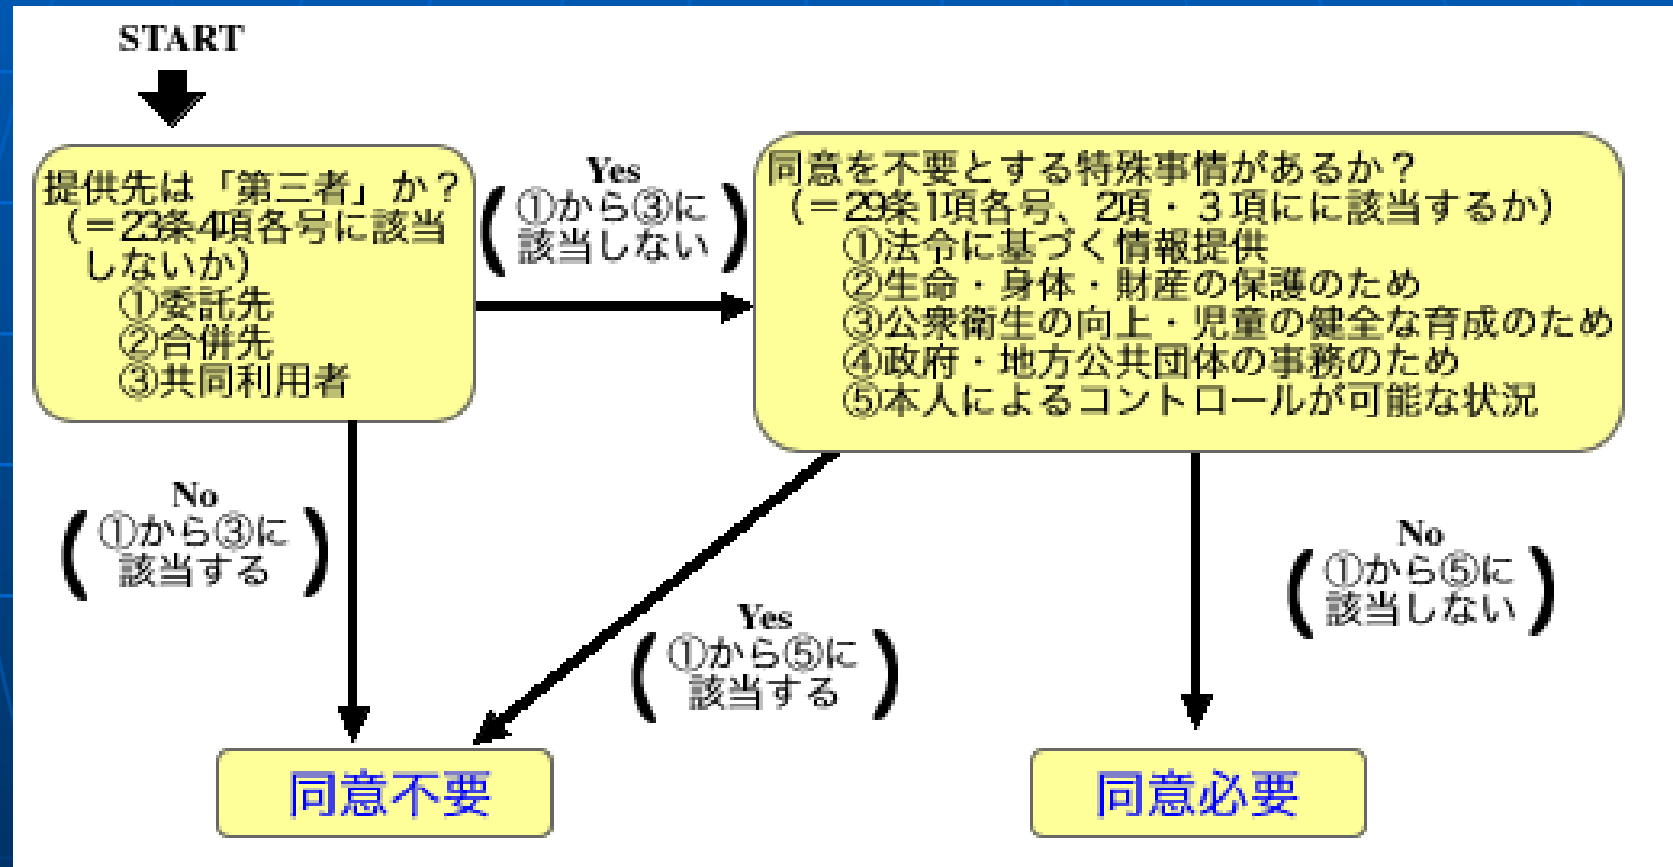 START
提供先は「第三者」か?
(=23条4項各号に該当
しないか)
①委託先
②合併先
③共同利用者
Yes
(①から③に
該当しない)
同意を不要とする特殊事情があるか?
(=29条1項各号、2項・3項にに該当するか)
①法令に基づく情報提供
②生命・身体・財産の保護のため
③公衆衛生の向上・児童の健全な育成のため
④政府・地方公共団体の事務のため
⑤本人によるコントロールが可能な状況
No
(①から③に
該当する)
Yes
(①から⑤に
該当する)
No
(①から⑤に
該当しない)
同意不要
同意必要